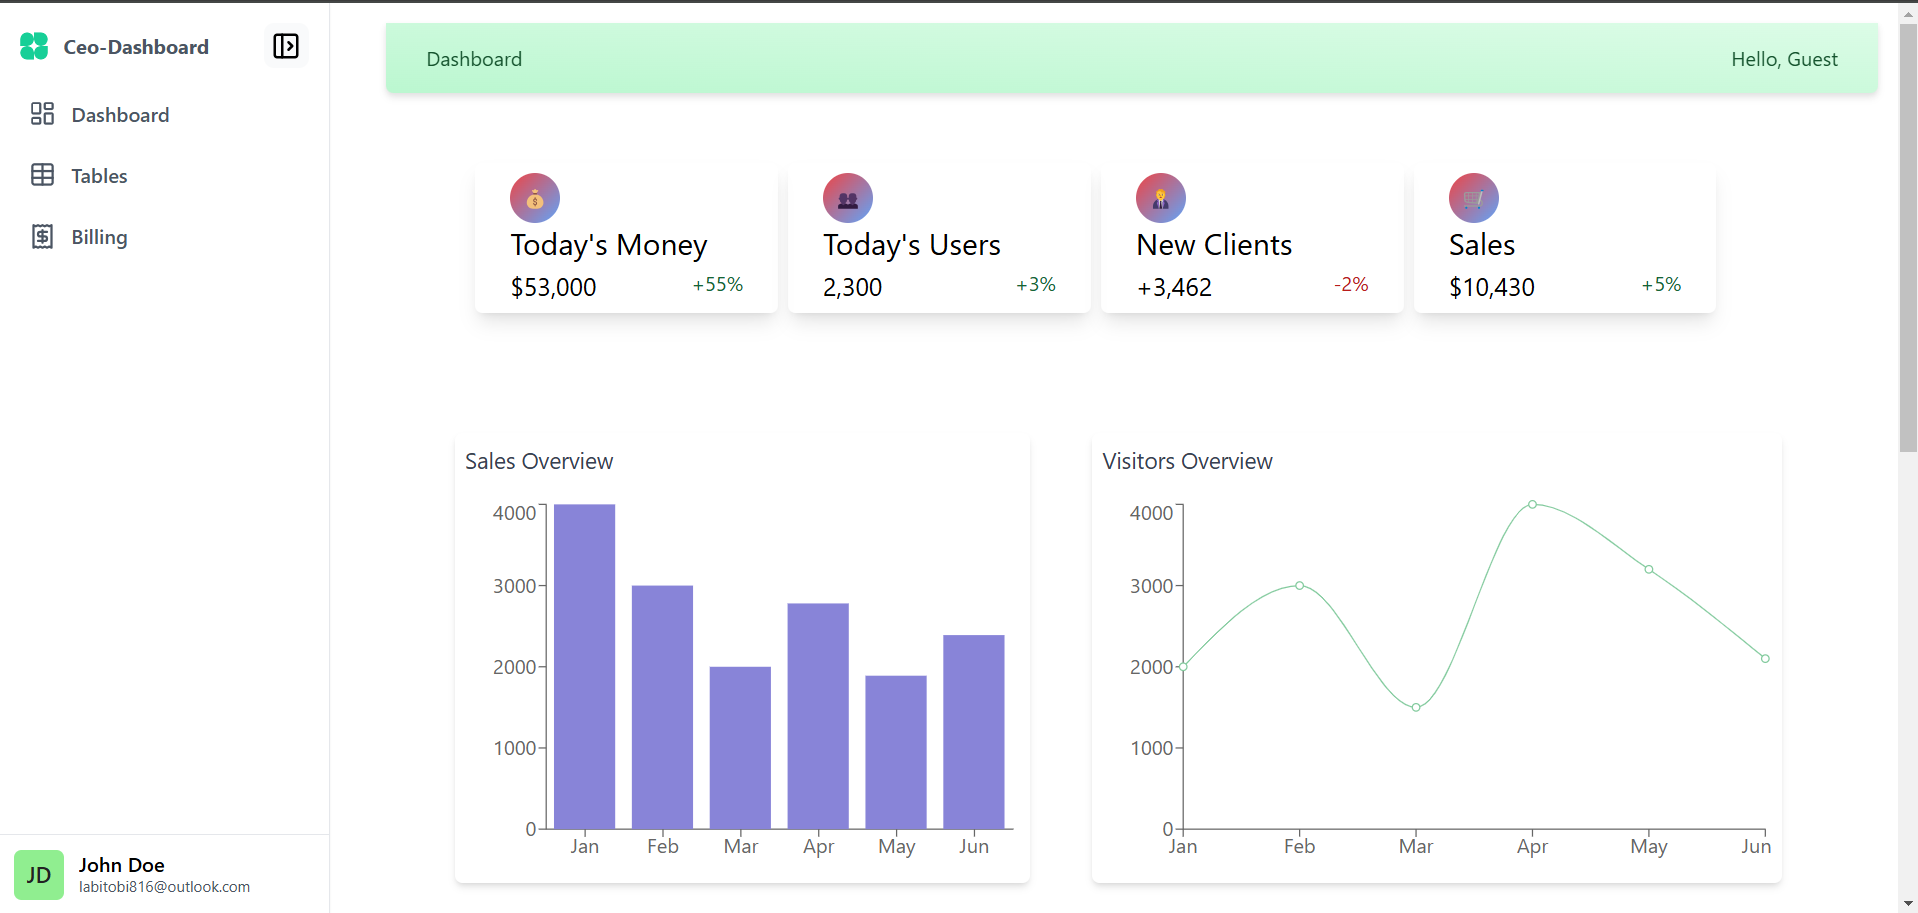 Ceo-Dashboard
Dashboard
Tables
Billing
JD
John Doe
labitobi816@outlook.com
Dashboard
Hello, Guest
Today's Money
$53,000 +55%
Today's Users
2,300 +3%
New Clients
+3,462 -2%
Sales
$10,430 +5%
Sales Overview
4000
3000
2000
1000
0
Jan Feb Mar Apr May Jun
Visitors Overview
4000
3000
2000
1000
0
Jan Feb Mar Apr May Jun